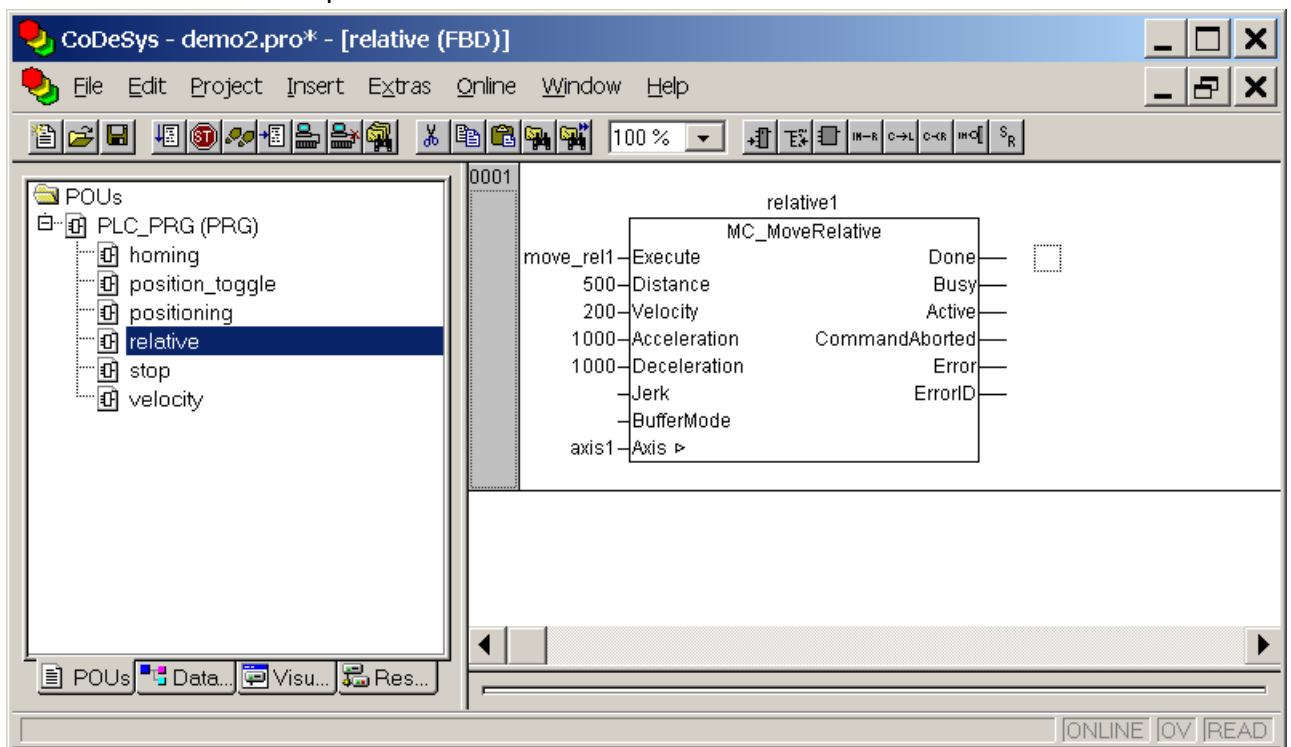 CoDeSys - demo2.pro* - [relative (FBD)]
File Edit Project Insert Extras Online Window Help
100 %
POUs
PLC_PRG (PRG)
homing
position_toggle
positioning
relative
stop
velocity
POUs Data... Visu... Res...
0001
relative1
MC_MoveRelative
move_rel1 Execute Done
500 Distance Busy
200 Velocity Active
1000 Acceleration CommandAborted
1000 Deceleration Error
Jerk ErrorID
BufferMode
axis1 Axis
ONLINE OV READ